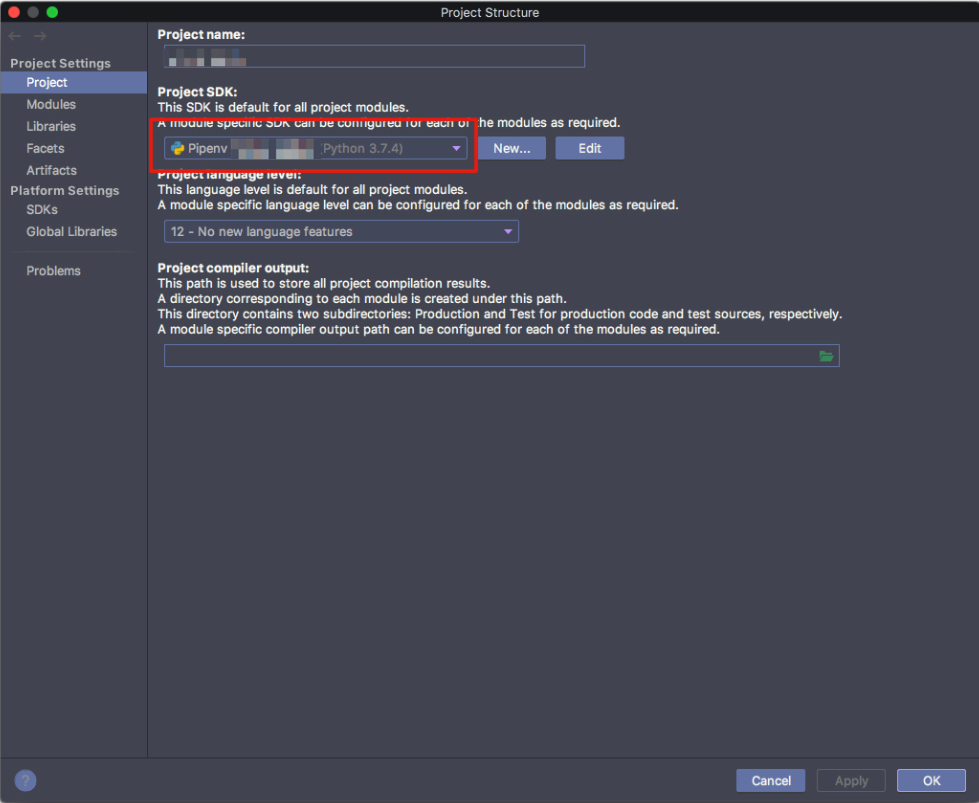 Project Structure
Project Settings
Project
Modules
Libraries
Facets
Artifacts
Platform Settings
SDKs
Global Libraries
Problems
Project name:
Project SDK:
This SDK is default for all project modules.
A module specific SDK can be configured for each of the modules as required.
Pipenv (Python 3.7.4)
New...
Edit
Project language level:
This language level is default for all project modules.
A module specific language level can be configured for each of the modules as required.
12 - No new language features
Project compiler output:
This path is used to store all project compilation results.
A directory corresponding to each module is created under this path.
This directory contains two subdirectories: Production and Test for production code and test sources, respectively.
A module specific compiler output path can be configured for each of the modules as required.
?
Cancel
Apply
OK